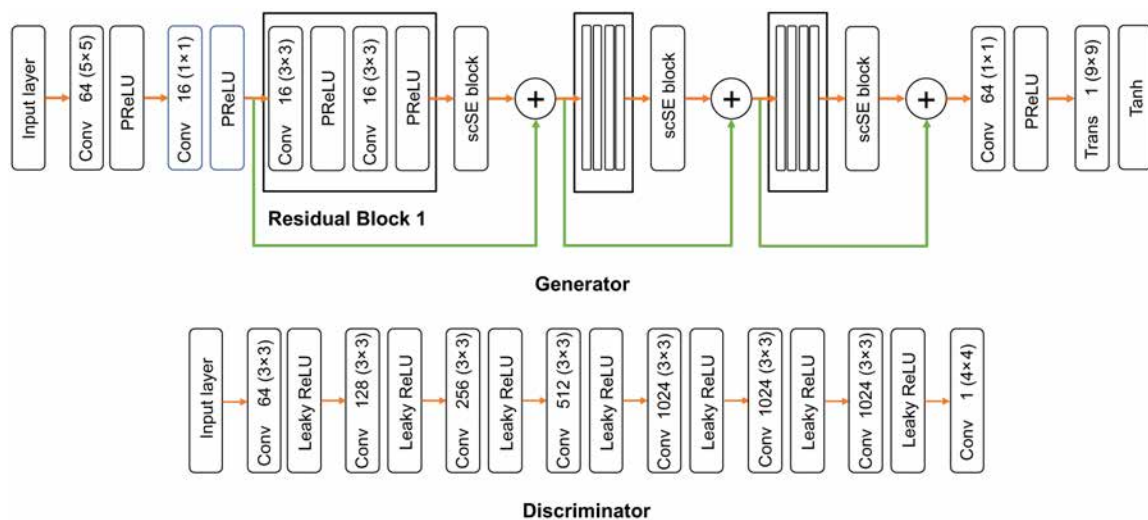 Input layer
Conv 64 (5×5)
PReLU
Conv 16 (1×1)
PReLU
Conv 16 (3×3)
PReLU
Conv 16 (3×3)
PReLU
scSE block
+
scSE block
+
scSE block
+
Conv 64 (1×1)
PReLU
Trans 1 (9×9)
Tanh
Residual Block 1
Generator
Input layer
Conv 64 (3×3)
Leaky ReLU
Conv 128 (3×3)
Leaky ReLU
Conv 256 (3×3)
Leaky ReLU
Conv 512 (3×3)
Leaky ReLU
Conv 1024 (3×3)
Leaky ReLU
Conv 1024 (3×3)
Leaky ReLU
Conv 1024 (3×3)
Leaky ReLU
Conv 1 (4×4)
Discriminator